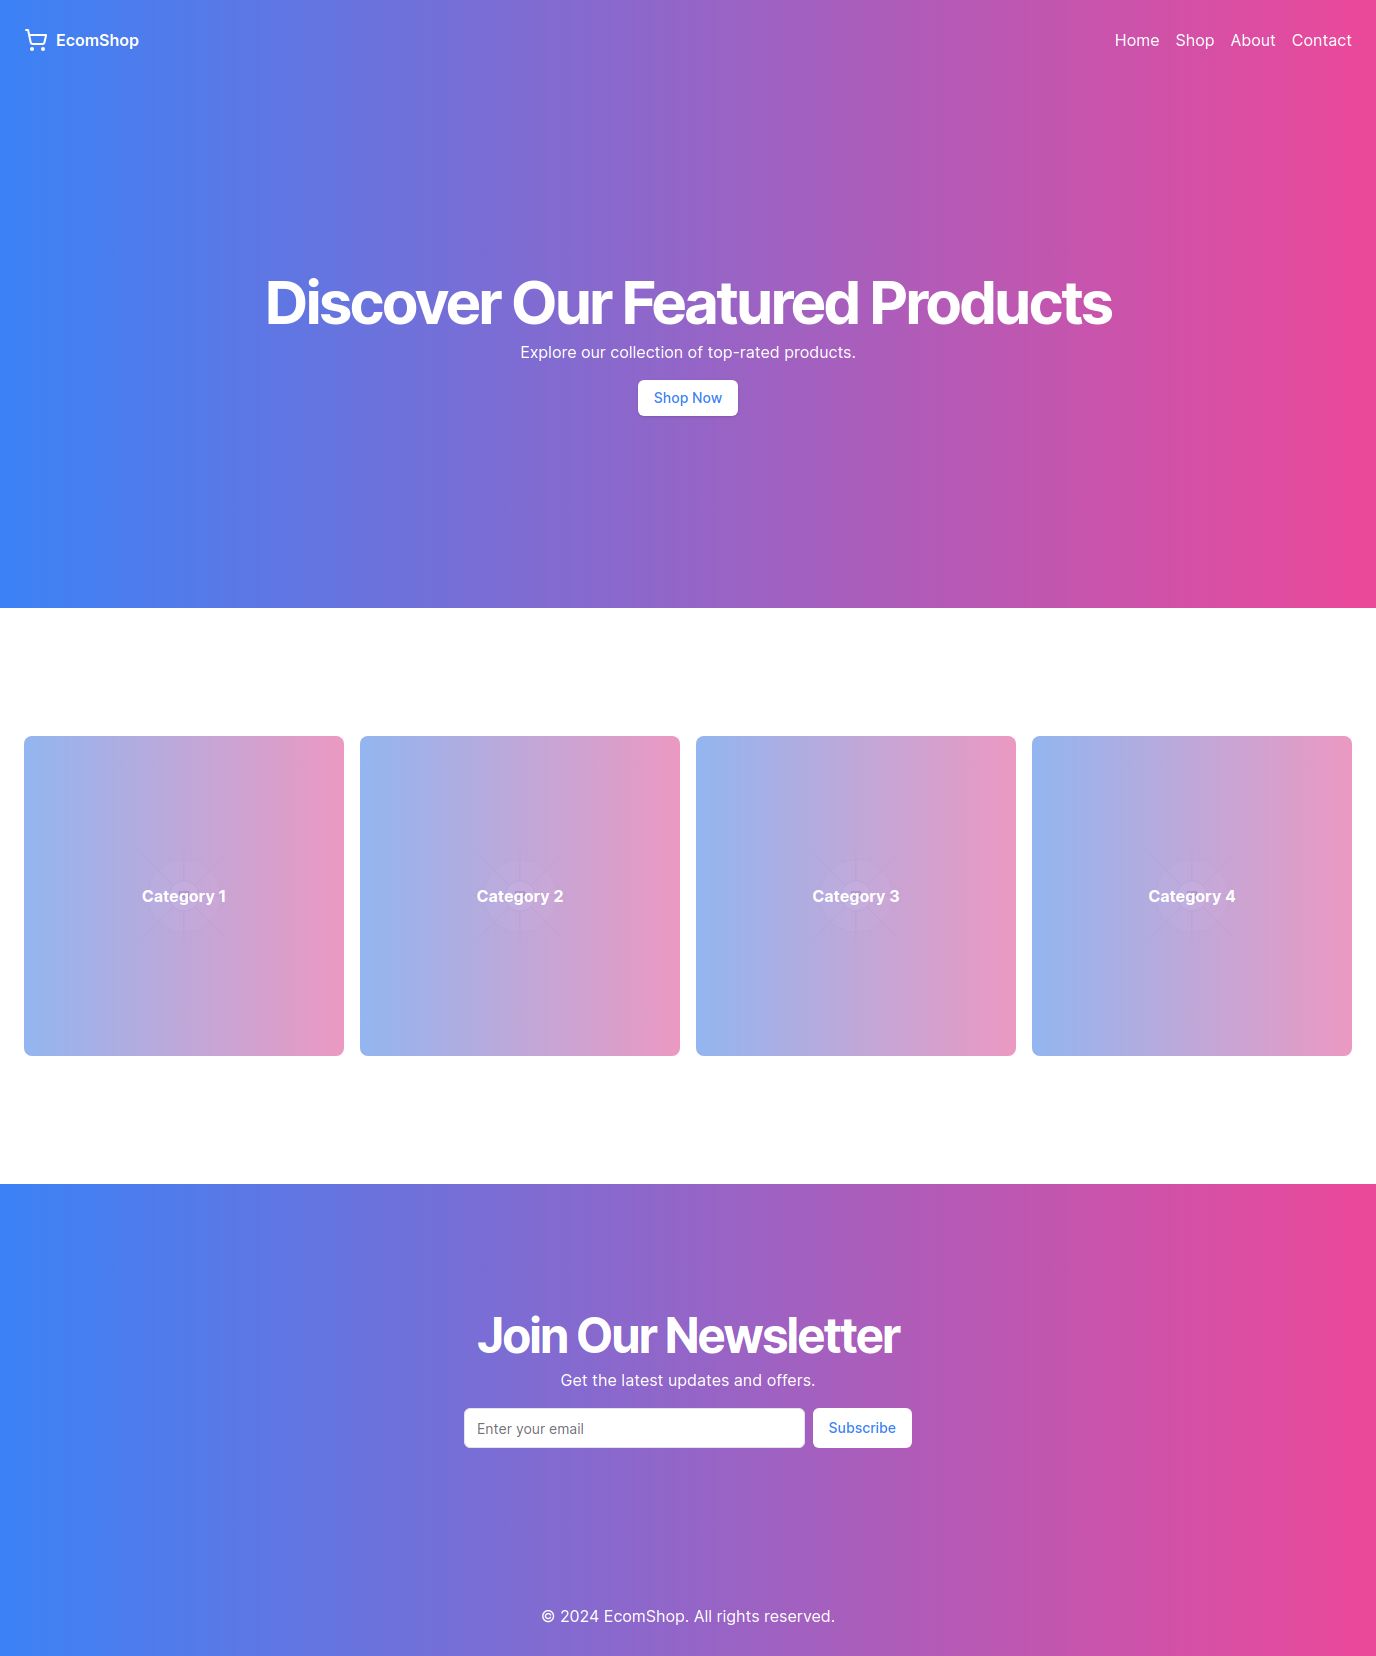 EcomShop
Home Shop About Contact
Discover Our Featured Products
Explore our collection of top-rated products.
Shop Now
Category 1
Category 2
Category 3
Category 4
Join Our Newsletter
Get the latest updates and offers.
Enter your email
Subscribe
© 2024 EcomShop. All rights reserved.